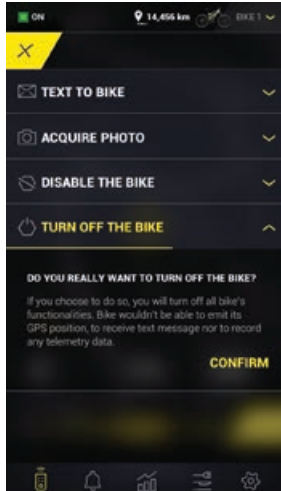 ON 14,456 km BIKE 1
TEXT TO BIKE
ACQUIRE PHOTO
DISABLE THE BIKE
TURN OFF THE BIKE
DO YOU REALLY WANT TO TURN OFF THE BIKE?
If you choose to do so, you will turn off all bike's
functionalities. Bike wouldn't be able to emit its
GPS position, to receive text message nor to record
any telemetry data.
CONFIRM